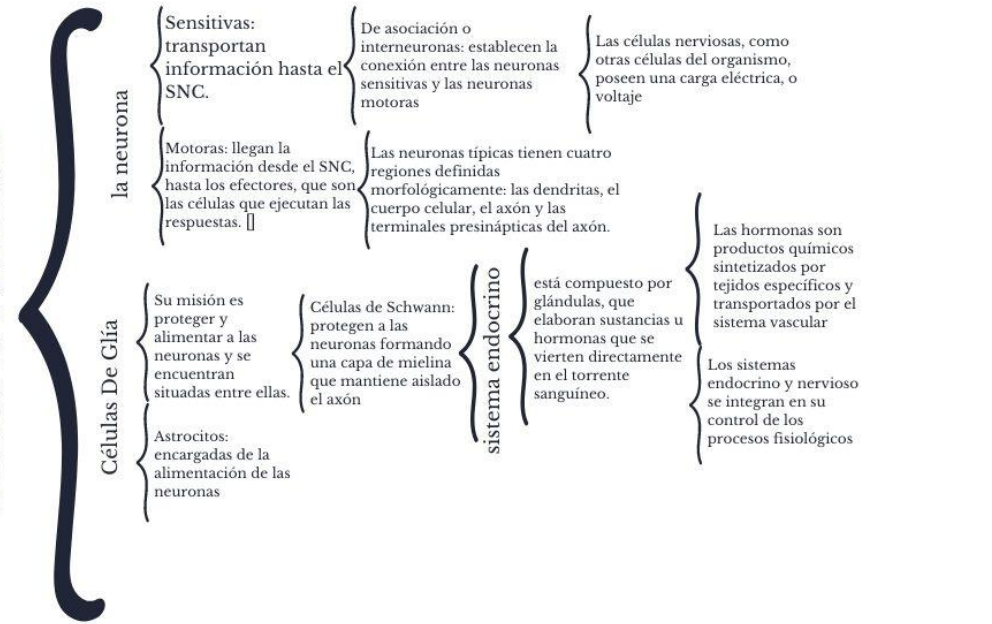 la neurona
Sensitivas:
transportan
información hasta el
SNC.
De asociación o
interneuronas: establecen la
conexión entre las neuronas
sensitivas y las neuronas
motoras
Las células nerviosas, como
otras células del organismo,
poseen una carga eléctrica, o
voltaje
Motoras: llegan la
información desde el SNC,
hasta los efectores, que son
las células que ejecutan las
respuestas. []
Las neuronas típicas tienen cuatro
regiones definidas
morfológicamente: las dendritas, el
cuerpo celular, el axón y las
terminales presinápticas del axón.
Células De Glia
Su misión es
proteger y
alimentar a las
neuronas y se
encuentran
situadas entre ellas.
Astrocitos:
encargadas de la
alimentación de las
neuronas
Células de Schwann:
protegen a las
neuronas formando
una capa de mielina
que mantiene aislado
el axón
sistema endocrino
está compuesto por
glándulas, que
elaboran sustancias u
hormonas que se
vierten directamente
en el torrente
sanguíneo.
Las hormonas son
productos químicos
sintetizados por
tejidos específicos y
transportados por el
sistema vascular
Los sistemas
endocrino y nervioso
se integran en su
control de los
procesos fisiológicos